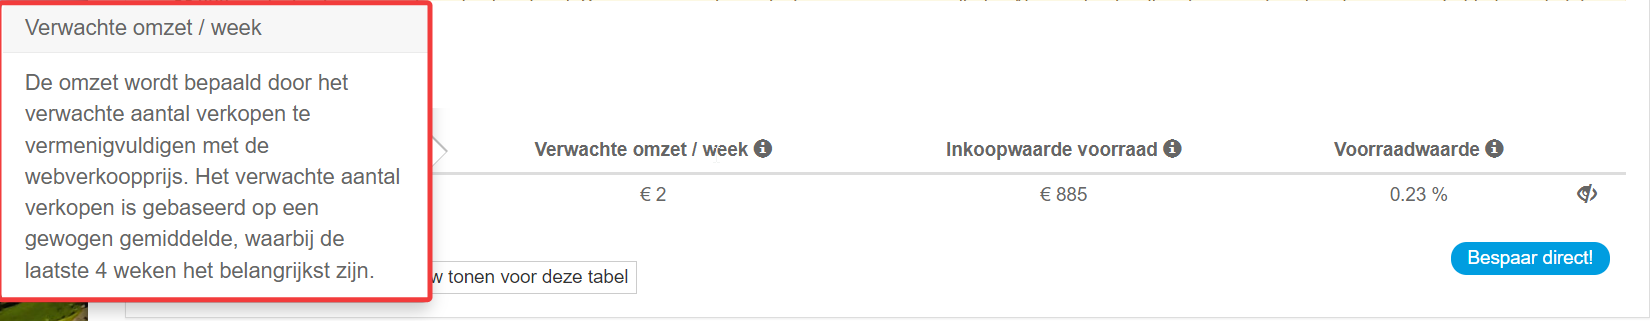 Verwachte omzet / week
De omzet wordt bepaald door het
verwachte aantal verkopen te
vermenigvuldigen met de
webverkoopprijs. Het verwachte aantal
verkopen is gebaseerd op een
gewogen gemiddelde, waarbij de
laatste 4 weken het belangrijkst zijn.
Verwachte omzet / week Inkoopwaarde voorraad Voorraadwaarde
€ 2 € 885 0.23 %
Bespaar direct!
tonen voor deze tabel